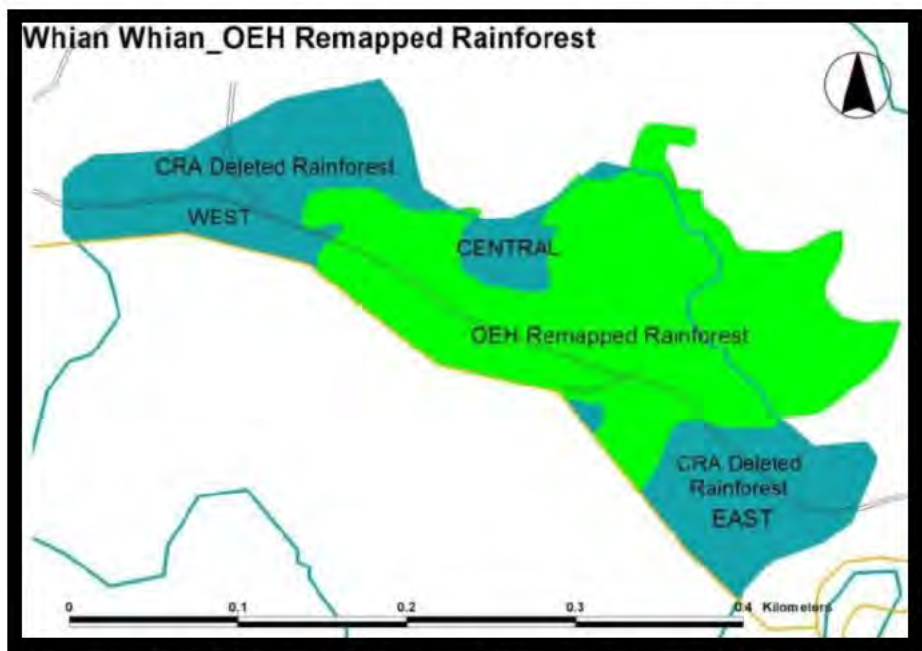 Whian Whian_OEH Remapped Rainforest
CRA Deleted Rainforest
WEST
CENTRAL
OEH Remapped Rainforest
CRA Deleted
Rainforest
EAST
0 0.1 0.2 0.3 0.4 Kilometers